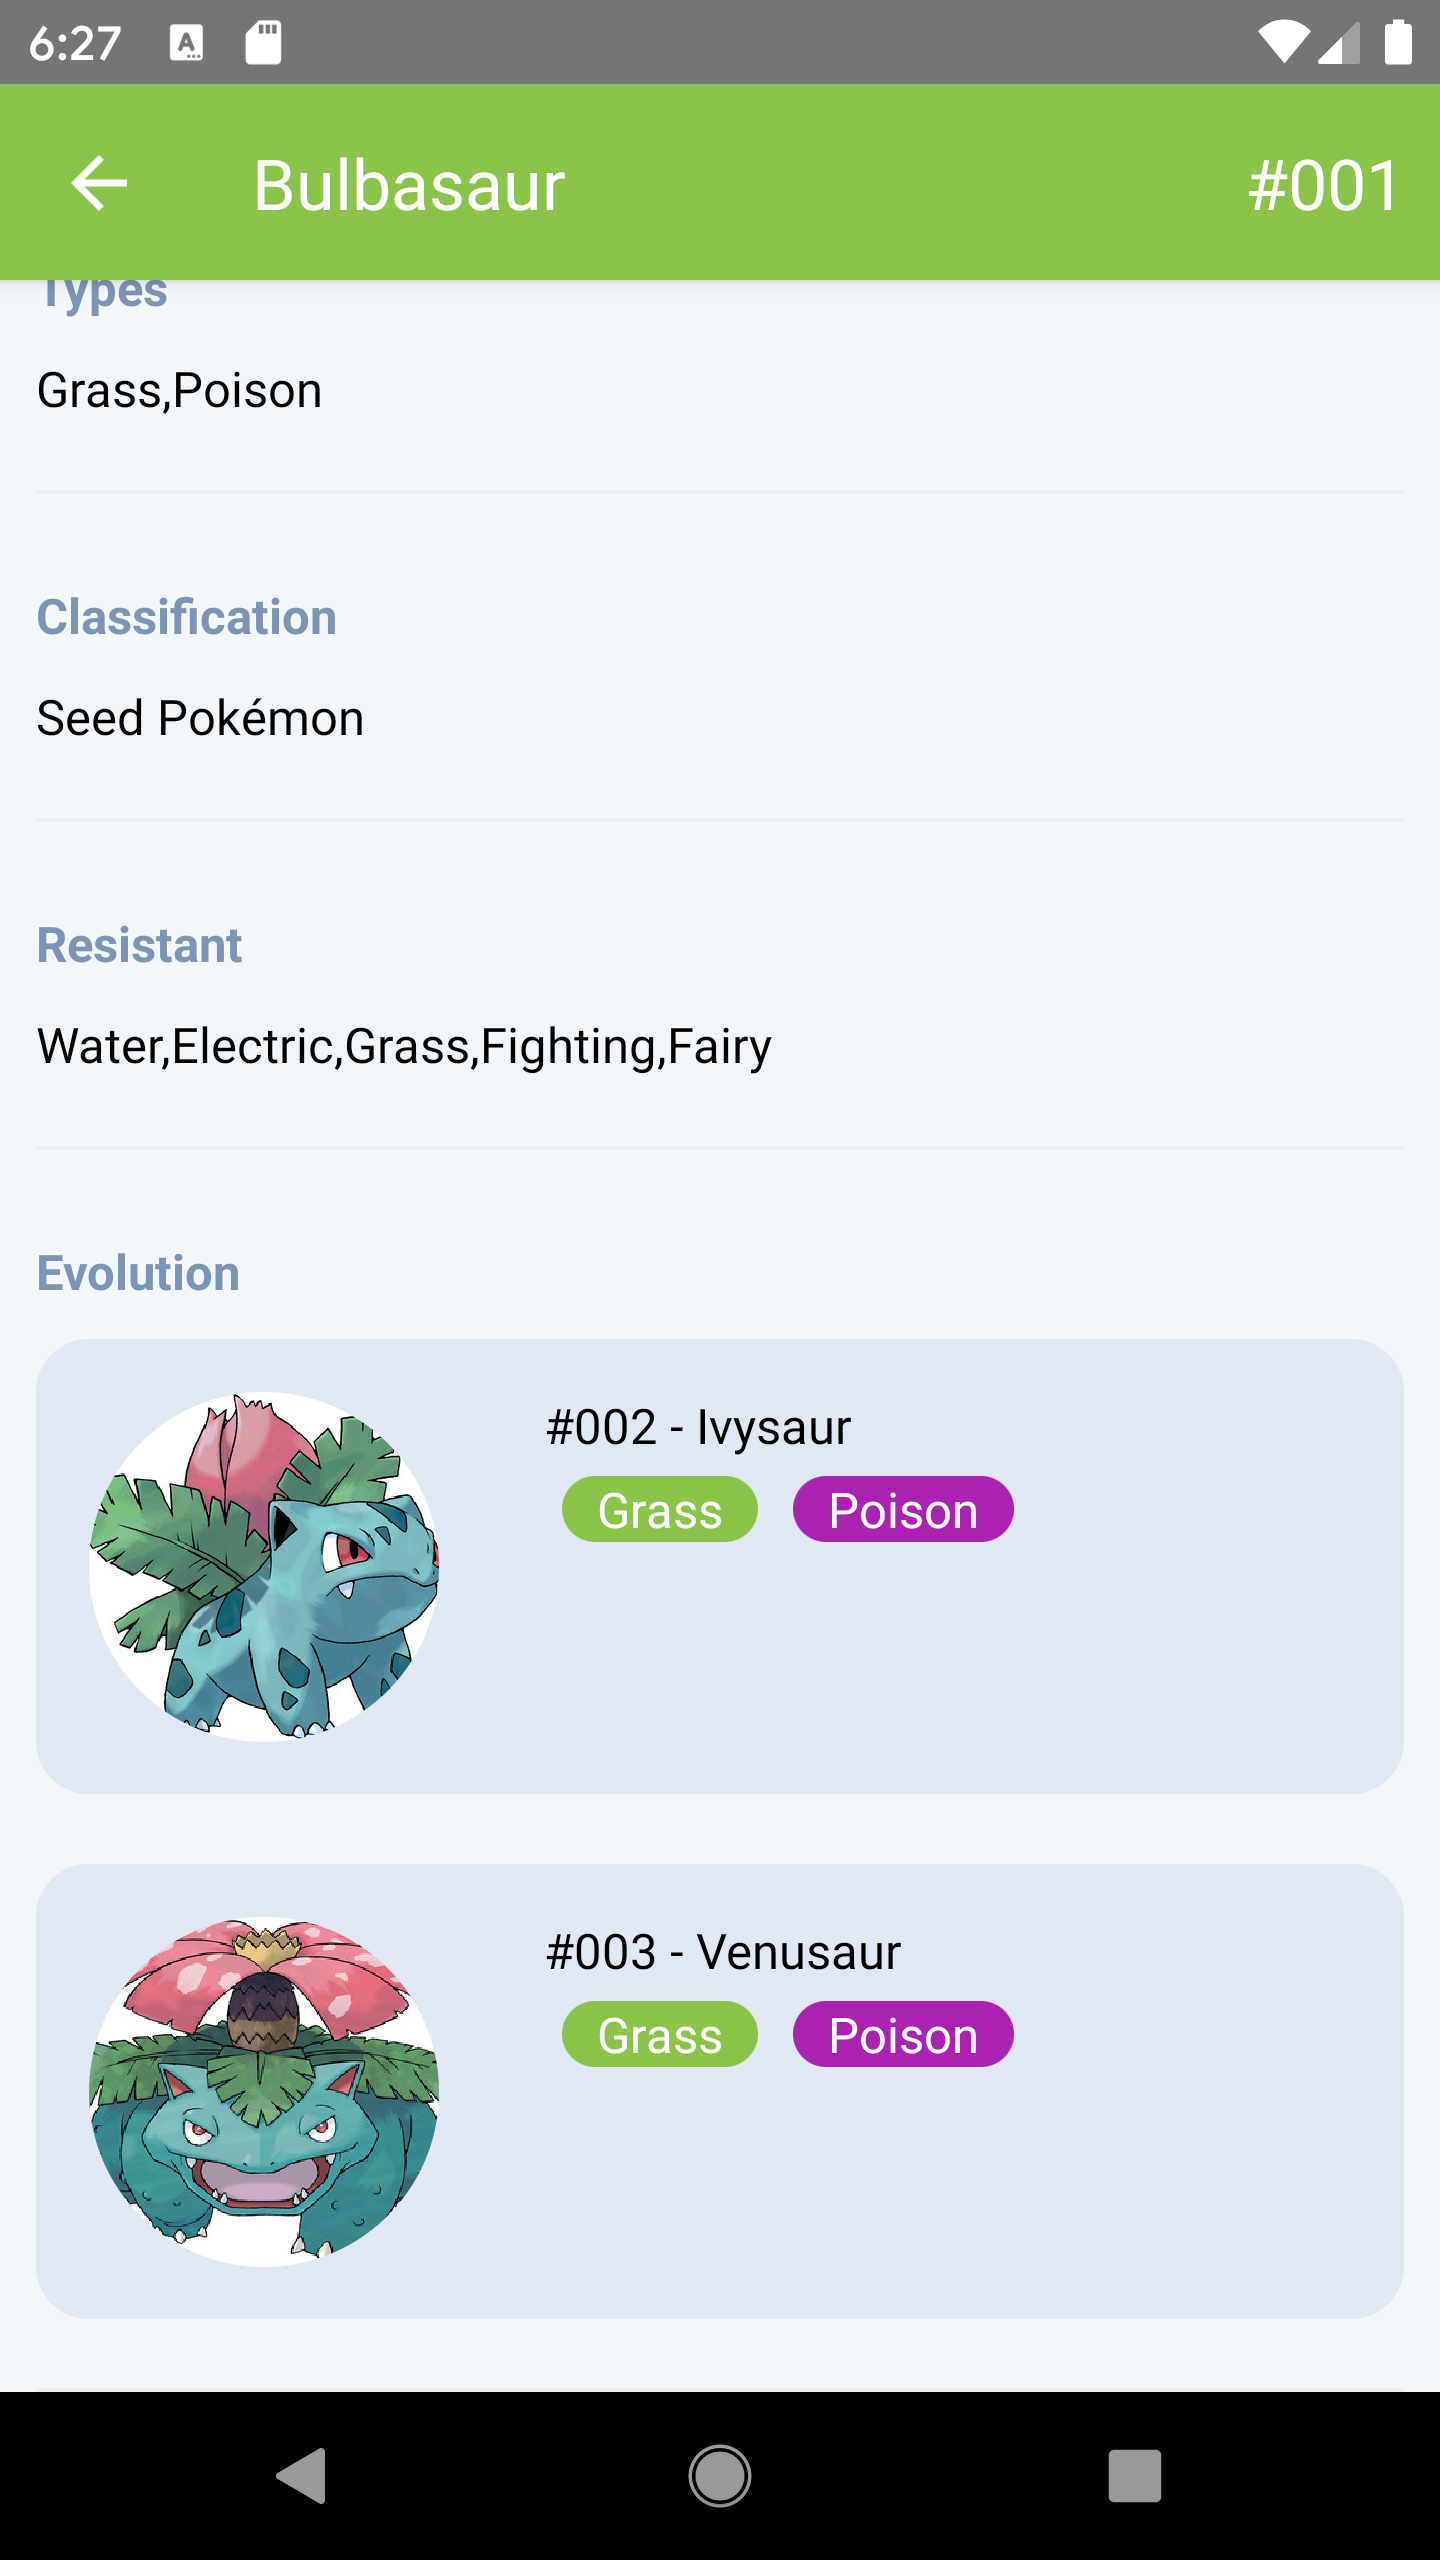 6:27
Bulbasaur #001
Types
Grass,Poison
Classification
Seed Pokémon
Resistant
Water,Electric,Grass,Fighting,Fairy
Evolution
#002 - Ivysaur
Grass Poison
#003 - Venusaur
Grass Poison